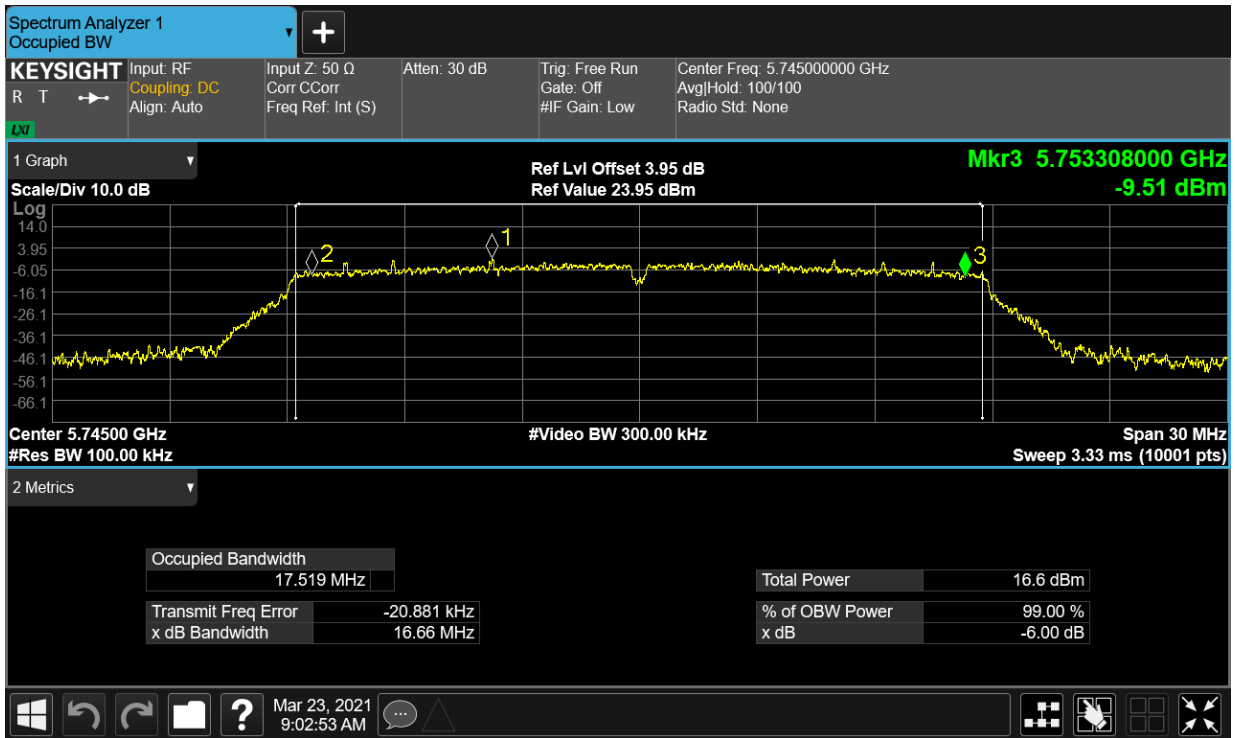 Spectrum Analyzer 1
Occupied BW
▼
+
KEYSIGHT
R T
LXI
Input: RF
Coupling: DC
Align: Auto
Input Z: 50 Ω
Corr CCorr
Freq Ref: Int (S)
Atten: 30 dB
Trig: Free Run
Gate: Off
#IF Gain: Low
Center Freq: 5.745000000 GHz
Avg|Hold: 100/100
Radio Std: None
1 Graph ▼
Scale/Div 10.0 dB
Ref Lvl Offset 3.95 dB
Ref Value 23.95 dBm
Mkr3 5.753308000 GHz
-9.51 dBm
Log
14.0
3.95
-6.05
-16.1
-26.1
-36.1
-46.1
-56.1
-66.1
2
1
3
Center 5.74500 GHz
#Res BW 100.00 kHz
#Video BW 300.00 kHz
Span 30 MHz
Sweep 3.33 ms (10001 pts)
2 Metrics ▼
Occupied Bandwidth
17.519 MHz
Transmit Freq Error -20.881 kHz
x dB Bandwidth 16.66 MHz
Total Power 16.6 dBm
% of OBW Power 99.00 %
x dB -6.00 dB
?
Mar 23, 2021
9:02:53 AM